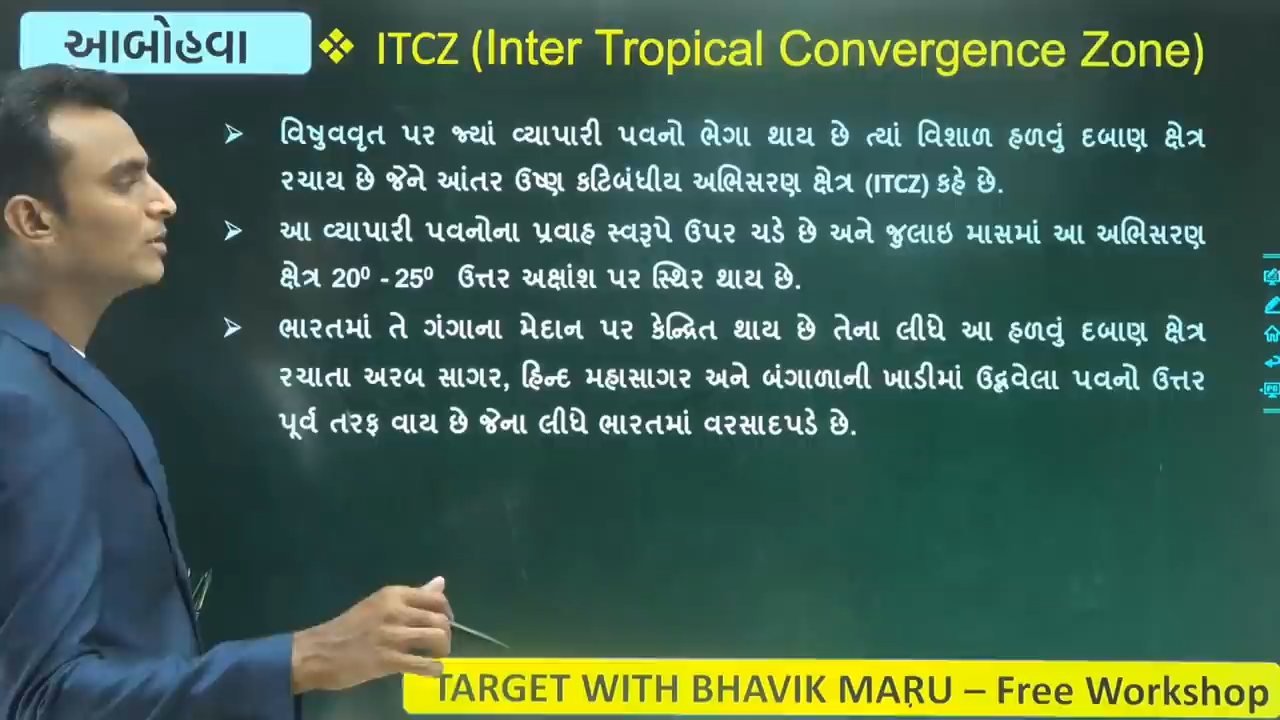 આબોહવા
❖ ITCZ (Inter Tropical Convergence Zone)
➢ વિષુવવૃત પર જ્યાં વ્યાપારી પવનો ભેગા થાય છે ત્યાં વિશાળ હળવું દબાણ ક્ષેત્ર
રચાય છે જેને આંતર ઉષ્ણ કટિબંધીય અભિસરણ ક્ષેત્ર (ITCZ) કહે છે.
➢ આ વ્યાપારી પવનોના પ્રવાહ સ્વરૂપે ઉપર ચડે છે અને જુલાઇ માસમાં આ અભિસરણ
ક્ષેત્ર 20⁰ - 25⁰ ઉત્તર અક્ષાંશ પર સ્થિર થાય છે.
➢ ભારતમાં તે ગંગાના મેદાન પર કેન્દ્રિત થાય છે તેના લીધે આ હળવું દબાણ ક્ષેત્ર
રચાતા અરબ સાગર, હિન્દ મહાસાગર અને બંગાળાની ખાડીમાં ઉદ્ભવેલા પવનો ઉત્તર
પૂર્વ તરફ વાય છે જેના લીધે ભારતમાં વરસાદપડે છે.
TARGET WITH BHAVIK MARU – Free Workshop